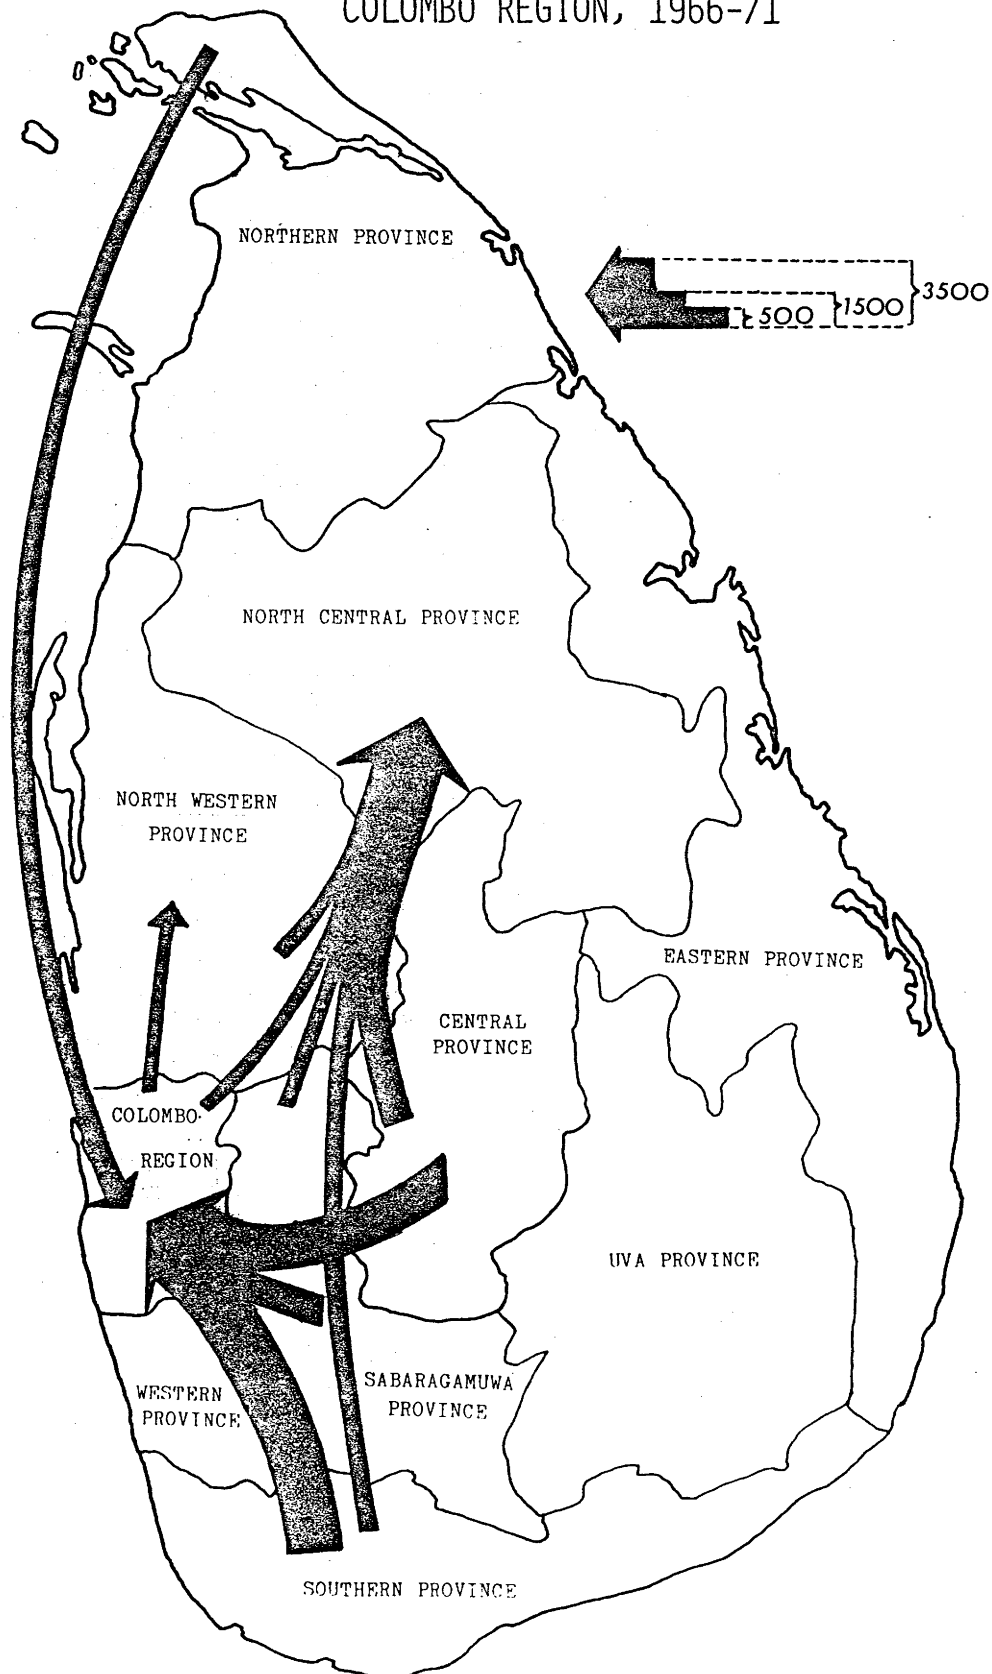 COLOMBO REGION, 1966-71
NORTHERN PROVINCE
3500
1500
500
NORTH CENTRAL PROVINCE
NORTH WESTERN
PROVINCE
EASTERN PROVINCE
CENTRAL
PROVINCE
COLOMBO
REGION
UVA PROVINCE
SABARAGAMUWA
PROVINCE
WESTERN
PROVINCE
SOUTHERN PROVINCE